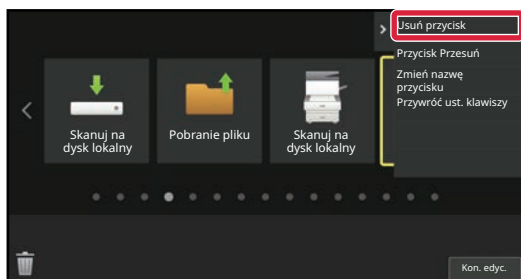 Usuń przycisk
Przycisk Przesuń
Zmień nazwę
przycisku
Przywróć ust. klawiszy
Skanuj na
dysk lokalny
Pobranie pliku
Skanuj na
dysk lokalny
Kon. edyc.